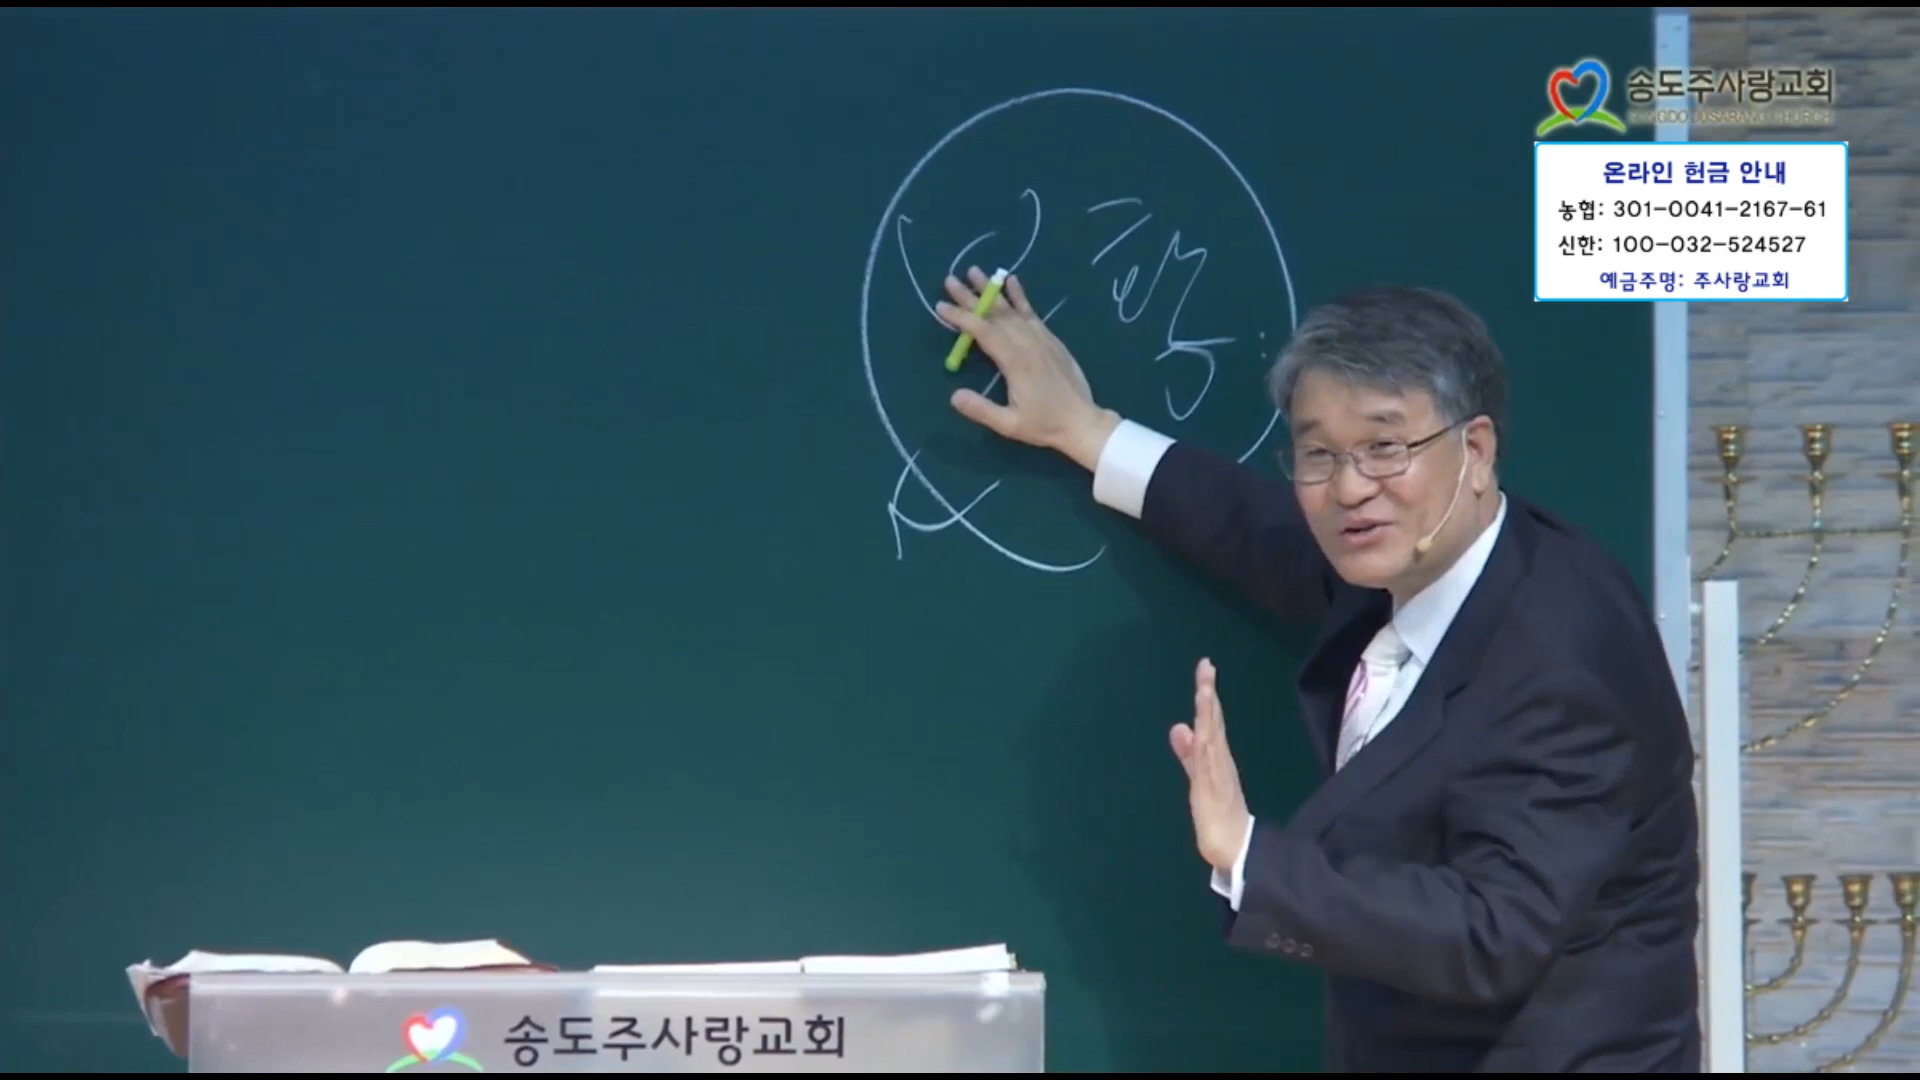 송도주사랑교회
SONGDO JUSARANG CHURCH
온라인 헌금 안내
농협: 301-0041-2167-61
신한: 100-032-524527
예금주명: 주사랑교회
송도주사랑교회